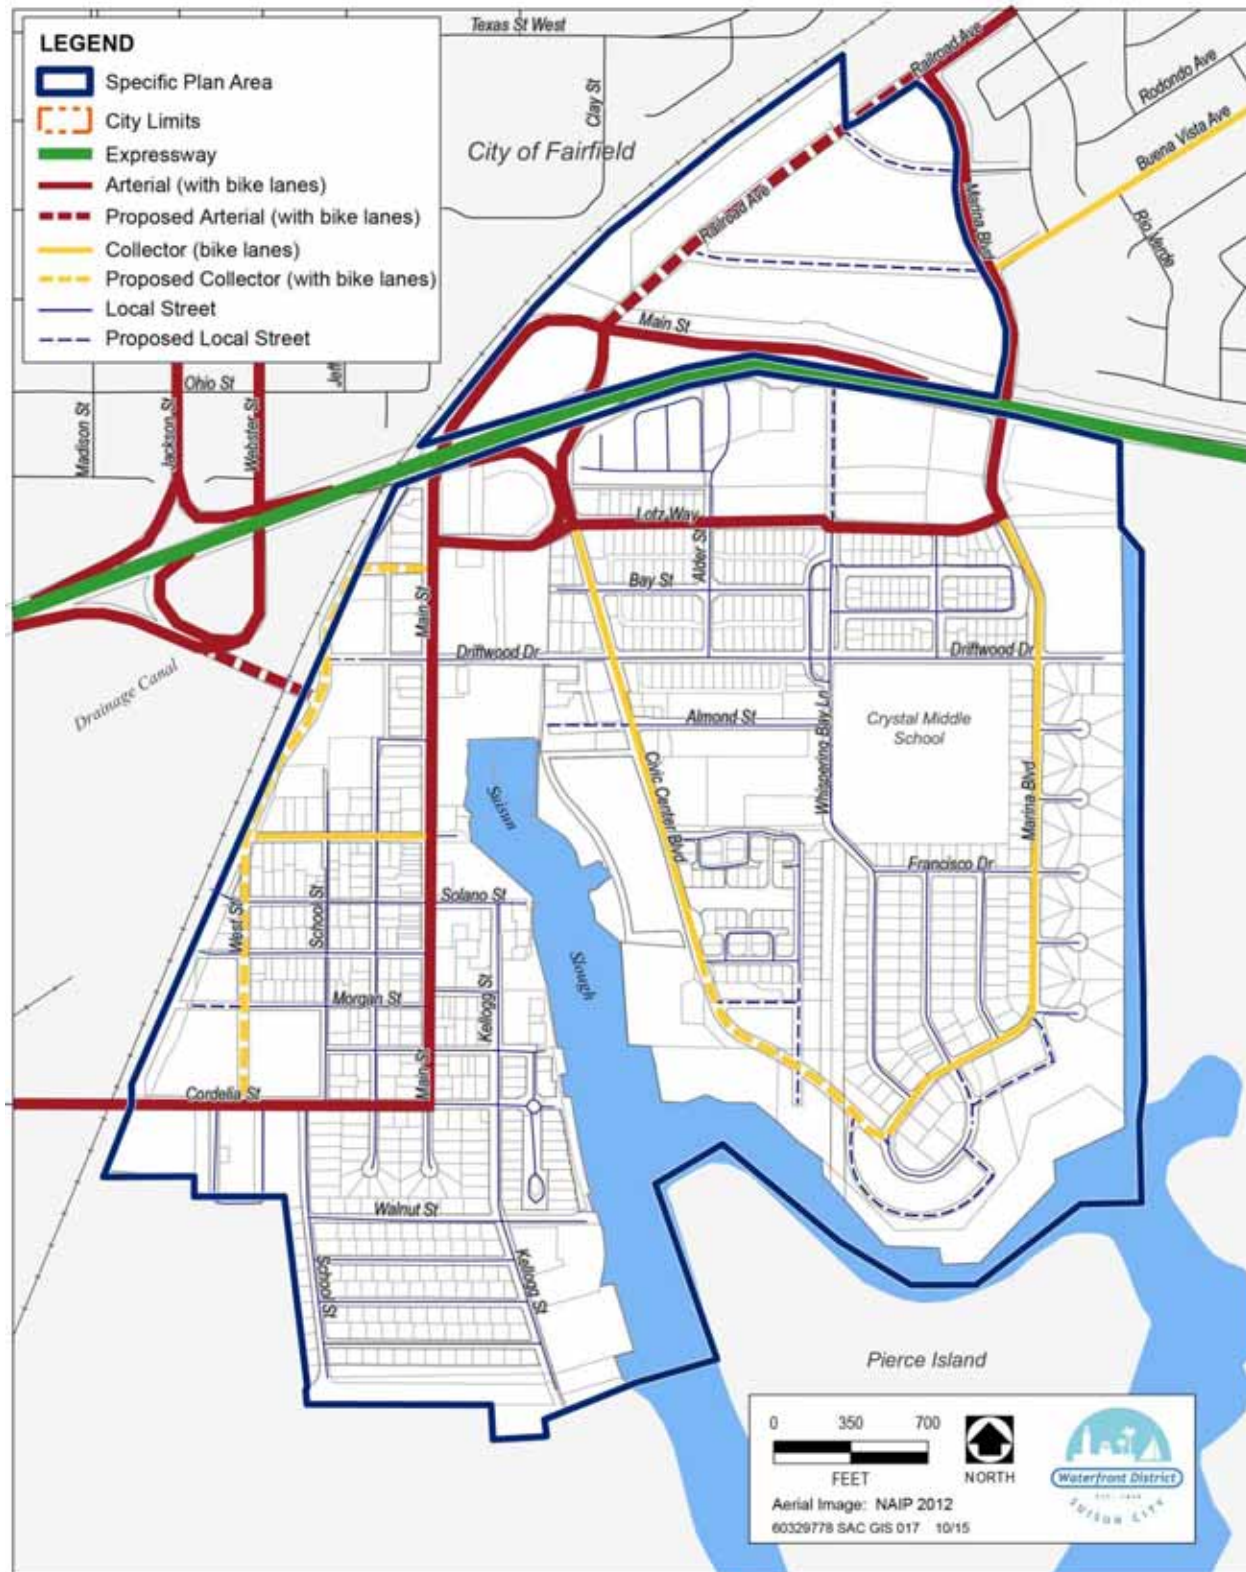 LEGEND
Specific Plan Area
City Limits
Expressway
Arterial (with bike lanes)
Proposed Arterial (with bike lanes)
Collector (bike lanes)
Proposed Collector (with bike lanes)
Local Street
Proposed Local Street
Texas St West
Clay St
City of Fairfield
Railroad Ave
Rodondo Ave
Buena Vista Ave
Rio Verde
Marina Blvd
Railroad Ave
Main St
Ohio St
Jeff
Madison St
Jackson St
Webster St
Lotz Way
Alder St
Bay St
Main St
Driftwood Dr
Driftwood Dr
Drainage Canal
Almond St
Whispering Bay Ln
Crystal Middle
School
Suisun
Civic Center Blvd
Marina Blvd
Francisco Dr
Solano St
West St
School St
Slough
Morgan St
Kellogg St
Main St
Cordelia St
Walnut St
School St
Kellogg St
Pierce Island
0 350 700
FEET
NORTH
Aerial Image: NAIP 2012
60329778 SAC GIS 017 10/15
Waterfront District
SUISUN CITY